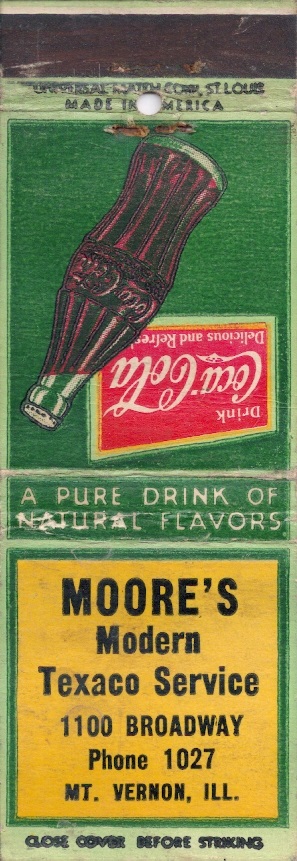 UNIVERSAL MATCH CORP., ST. LOUIS
MADE IN AMERICA
Drink
Coca-Cola
Delicious and Refres
A PURE DRINK OF
NATURAL FLAVORS
MOORE'S
Modern
Texaco Service
1100 BROADWAY
Phone 1027
MT. VERNON, ILL.
CLOSE COVER BEFORE STRIKING